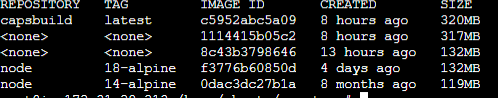 REPOSITORY TAG IMAGE ID CREATED SIZE
capsbuild latest c5952abc5a09 8 hours ago 320MB
<none> <none> 1114415b05c2 8 hours ago 317MB
<none> <none> 8c43b3798646 13 hours ago 132MB
node 18-alpine f3776b60850d 4 days ago 132MB
node 14-alpine 0dac3dc27b1a 8 months ago 119MB